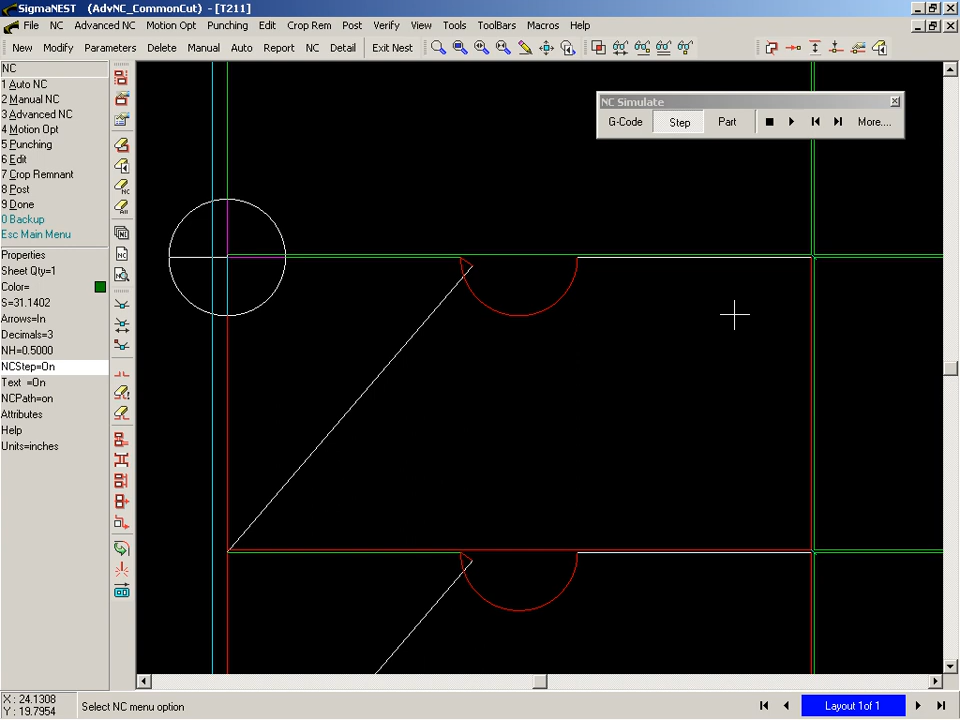 SigmaNEST (AdvNC_CommonCut) - [T211]
File NC Advanced NC Motion Opt Punching Edit Crop Rem Post Verify View Tools ToolBars Macros Help
New Modify Parameters Delete Manual Auto Report NC Detail Exit Nest
NC
1 Auto NC
2 Manual NC
3 Advanced NC
4 Motion Opt
5 Punching
6 Edit
7 Crop Remnant
8 Post
9 Done
0 Backup
Esc Main Menu
Properties
Sheet Qty=1
Color=
S=31.1402
Arrows=In
Decimals=3
NH=0.5000
NCStep=On
Text =On
NCPath=on
Attributes
Help
Units=inches
NC
All
NC
NC Simulate
G-Code Step Part More....
X : 24.1308
Y : 19.7954
Select NC menu option
Layout 1of 1